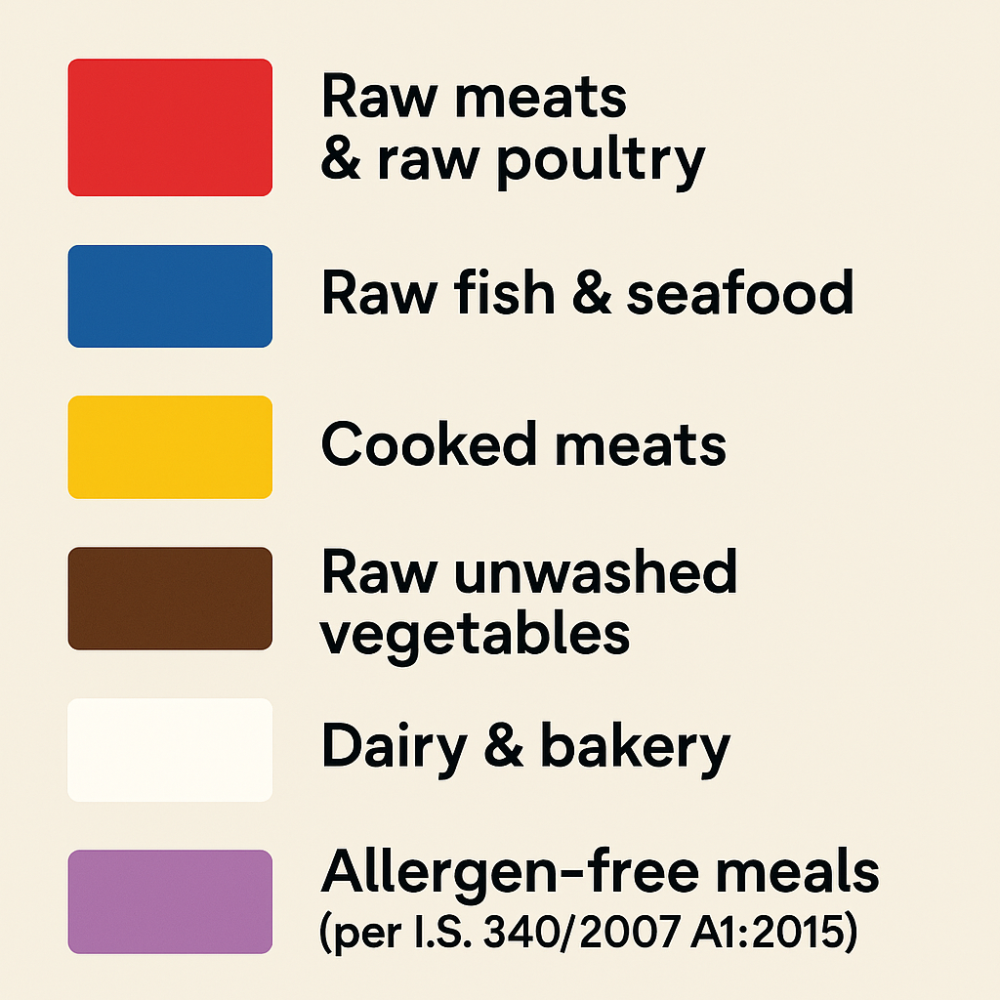 Raw meats
& raw poultry
Raw fish & seafood
Cooked meats
Raw unwashed
vegetables
Dairy & bakery
Allergen-free meals
(per I.S. 340/2007 A1:2015)